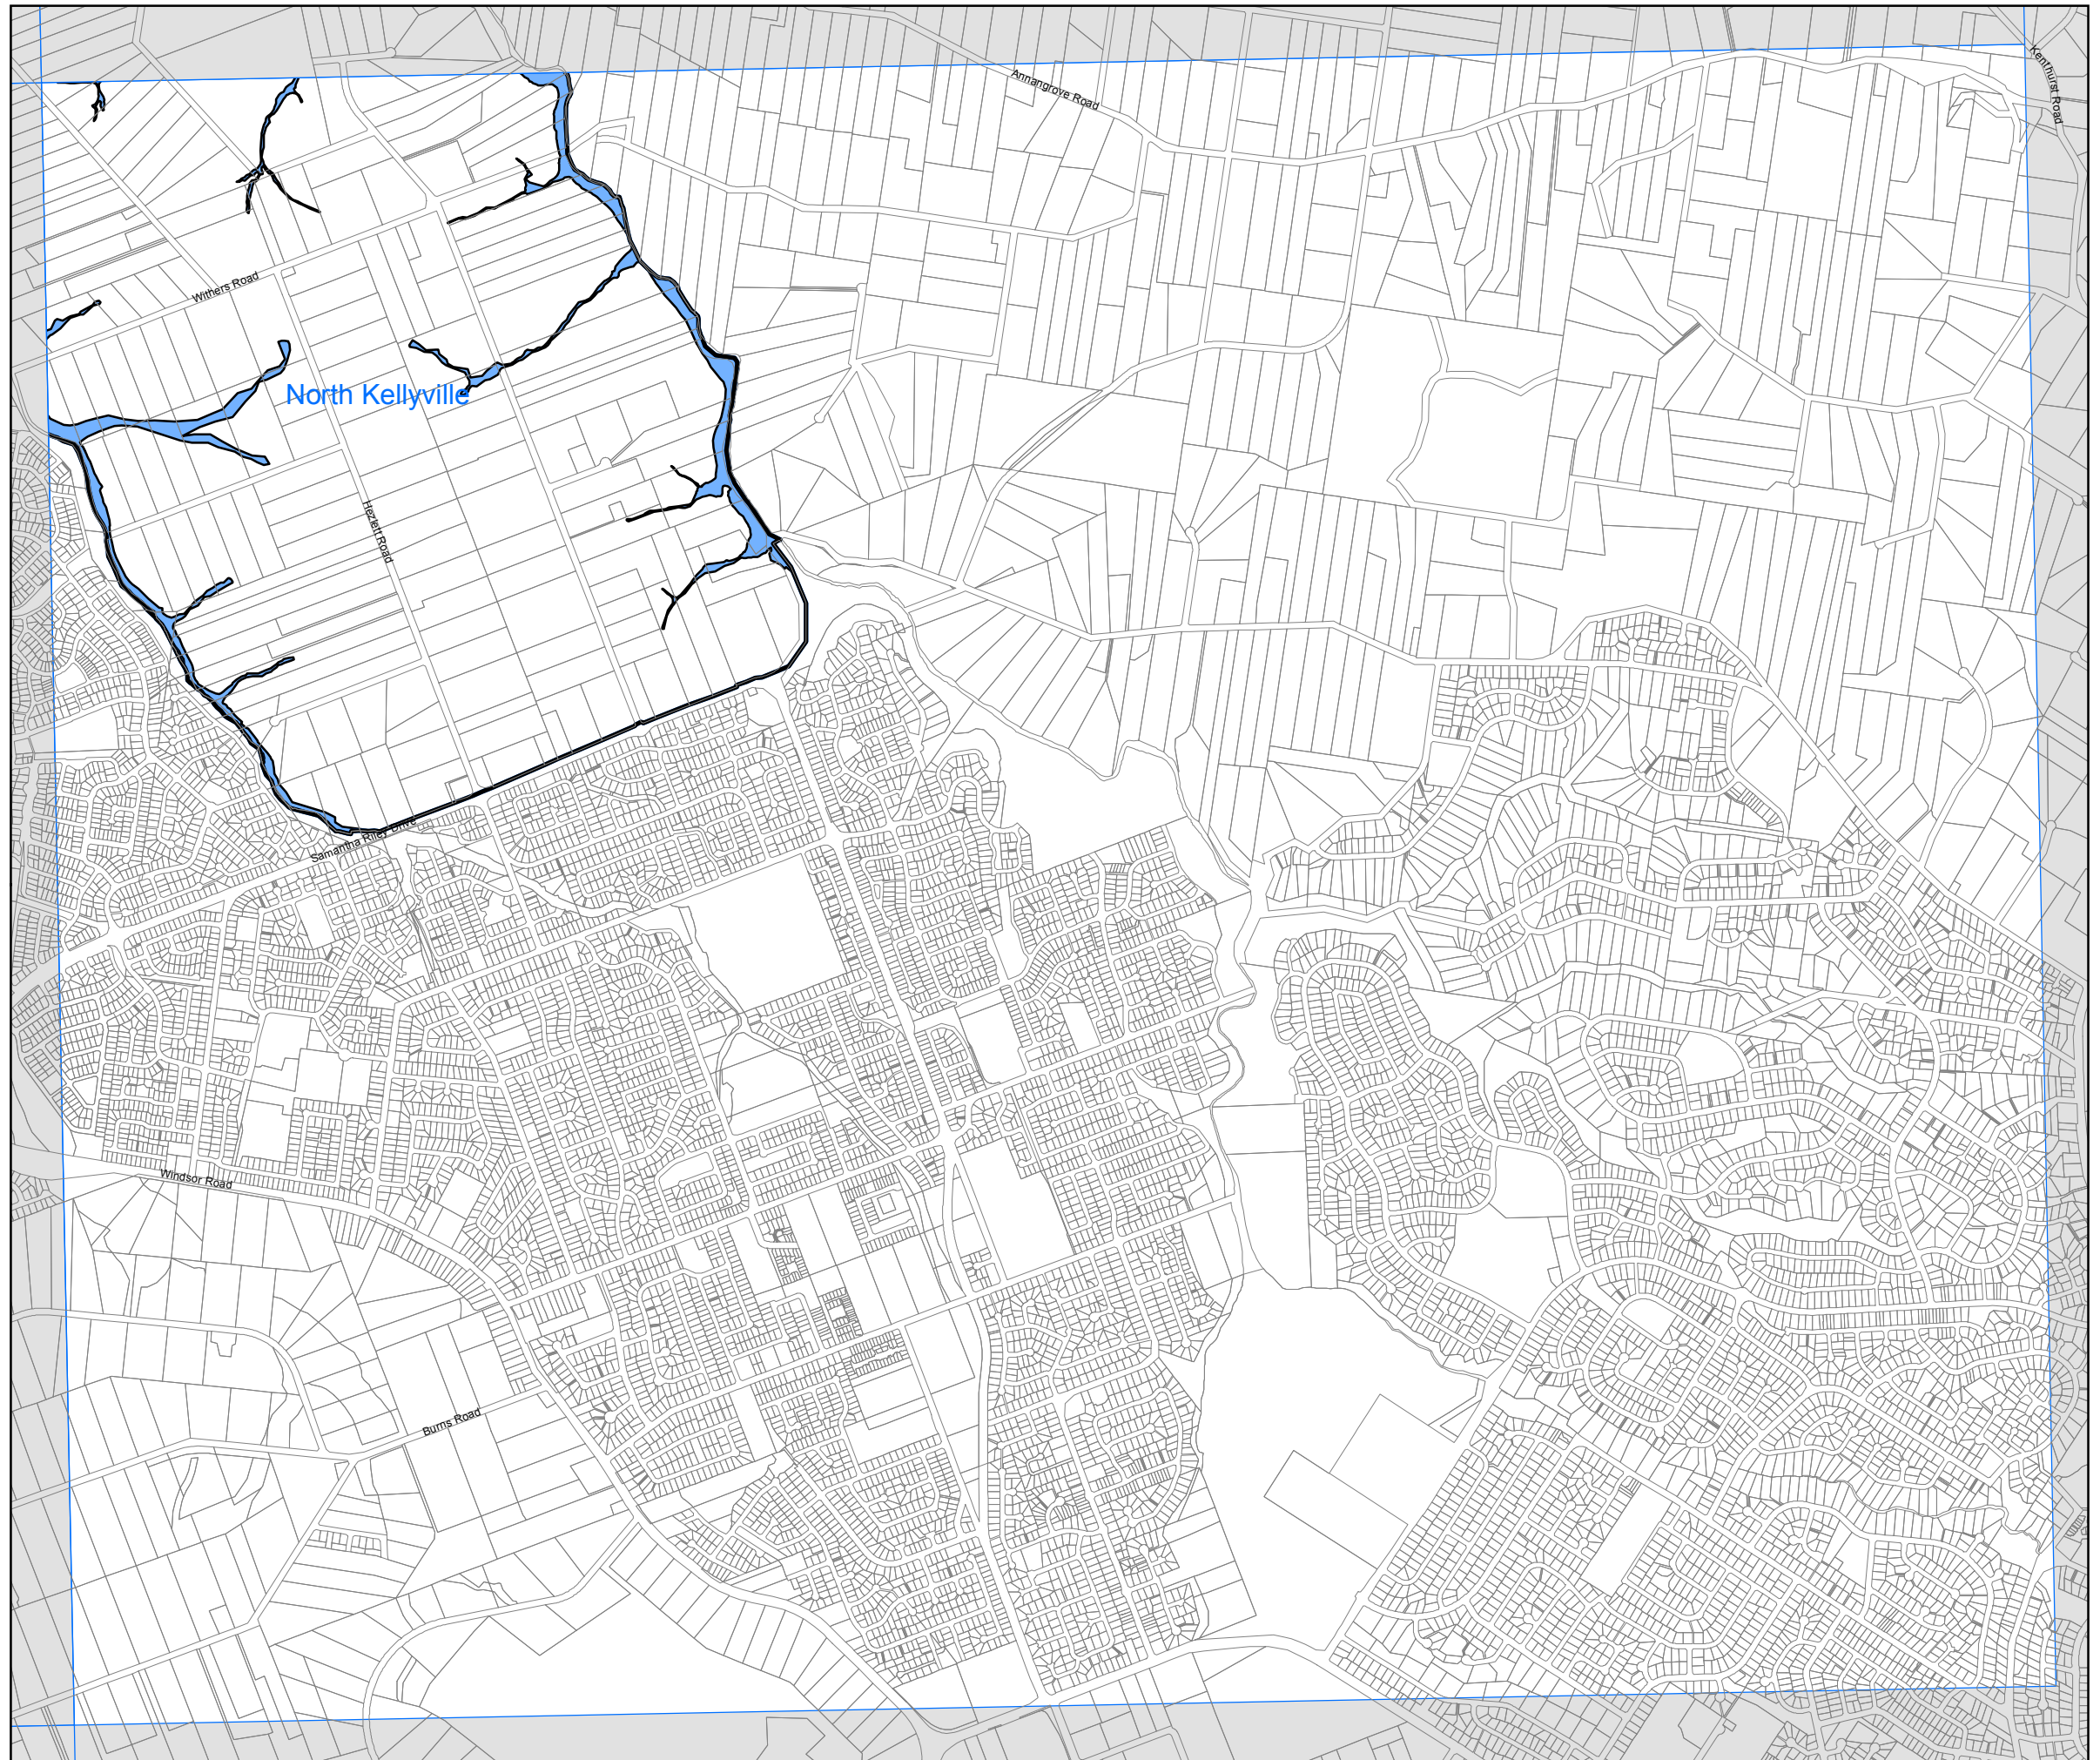 Kenthurst Road
Annangrove Road
Withers Road
North Kellyville
Hezlett Road
Samantha Riley Drive
Windsor Road
Burns Road